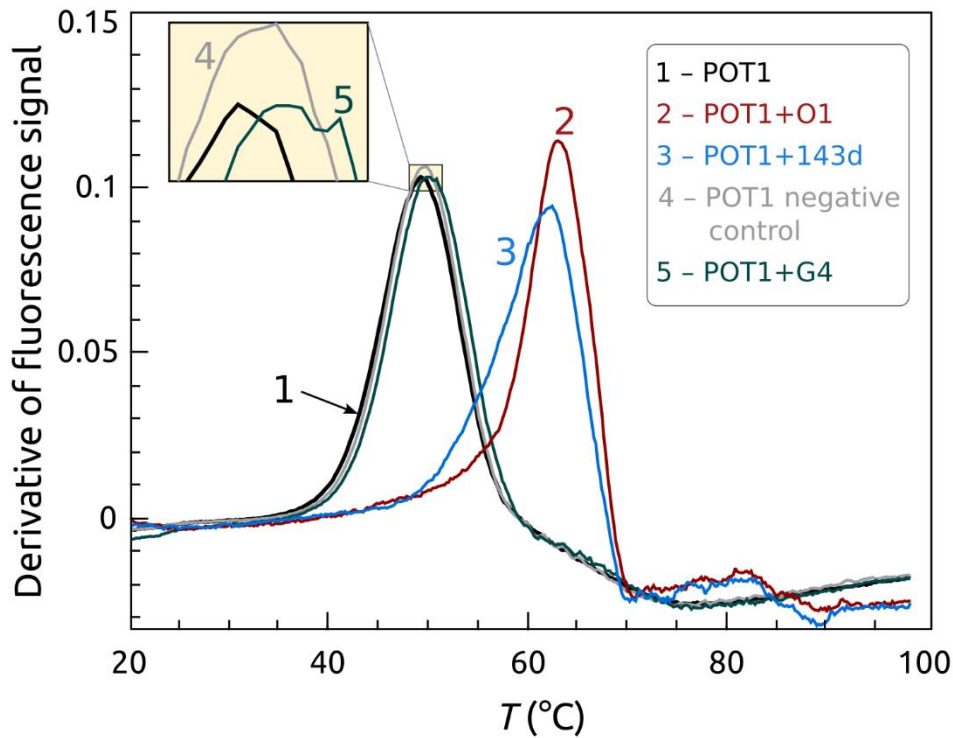 0.15
4
5
1 – POT1
2 – POT1+O1
3 – POT1+143d
4 – POT1 negative
control
5 – POT1+G4
2
0.1
3
0.05
1
0
Derivative of fluorescence signal
20 40 60 80 100
T (°C)